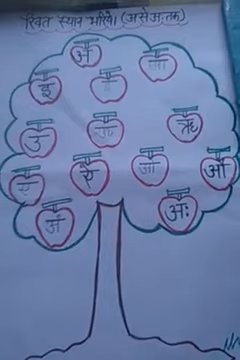 रिक्त स्थान भरिये। (अ से अ: तक)
अ आ
इ ई
उ ऊ ऋ
ए ऐ ओ औ
अं अः